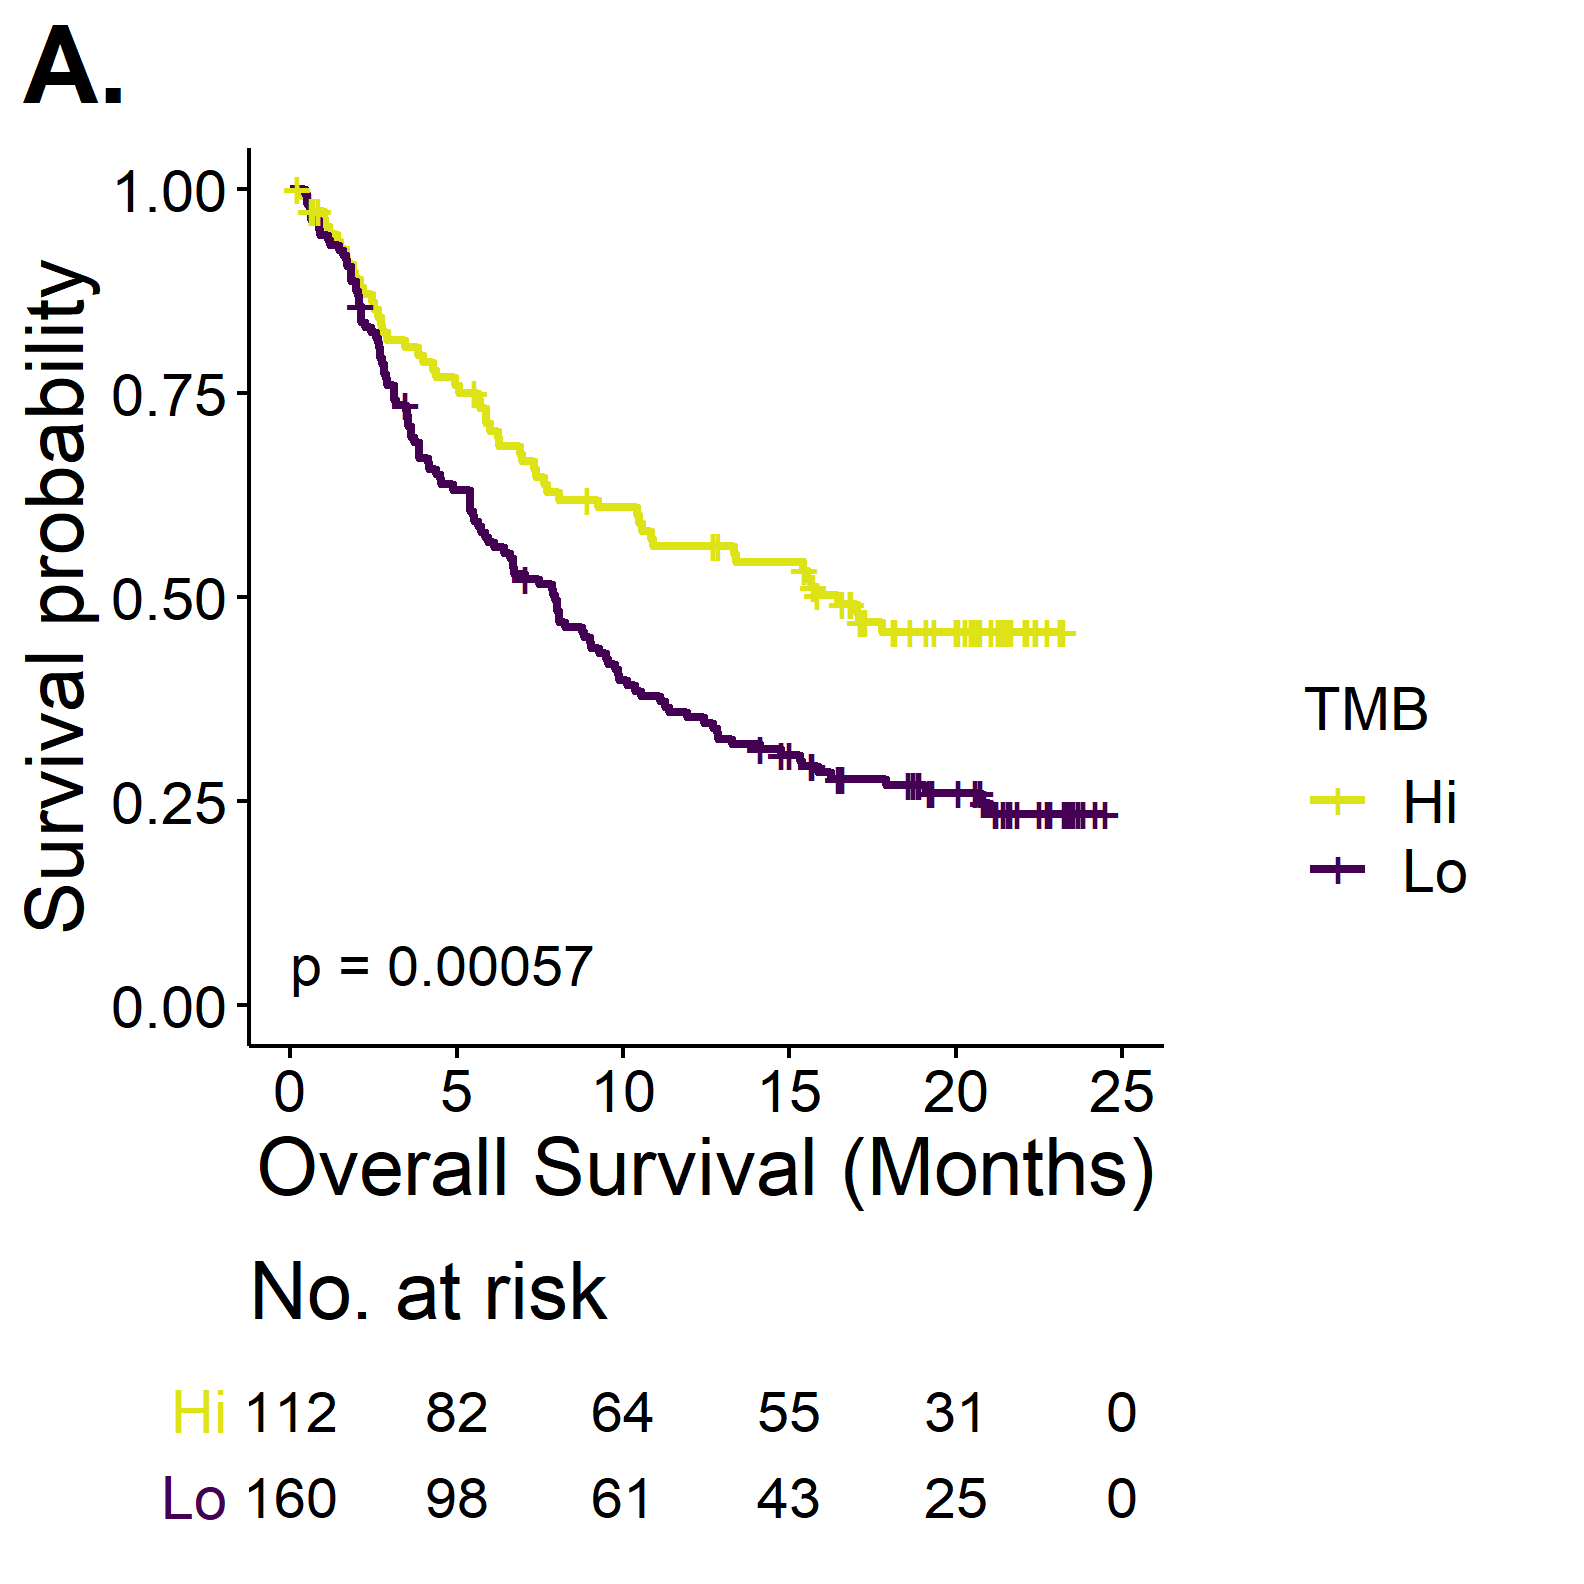 A.
Survival probability
1.00
0.75
0.50
0.25
0.00
p = 0.00057
0 5 10 15 20 25
Overall Survival (Months)
TMB
Hi
Lo
No. at risk
Hi 112 82 64 55 31 0
Lo 160 98 61 43 25 0